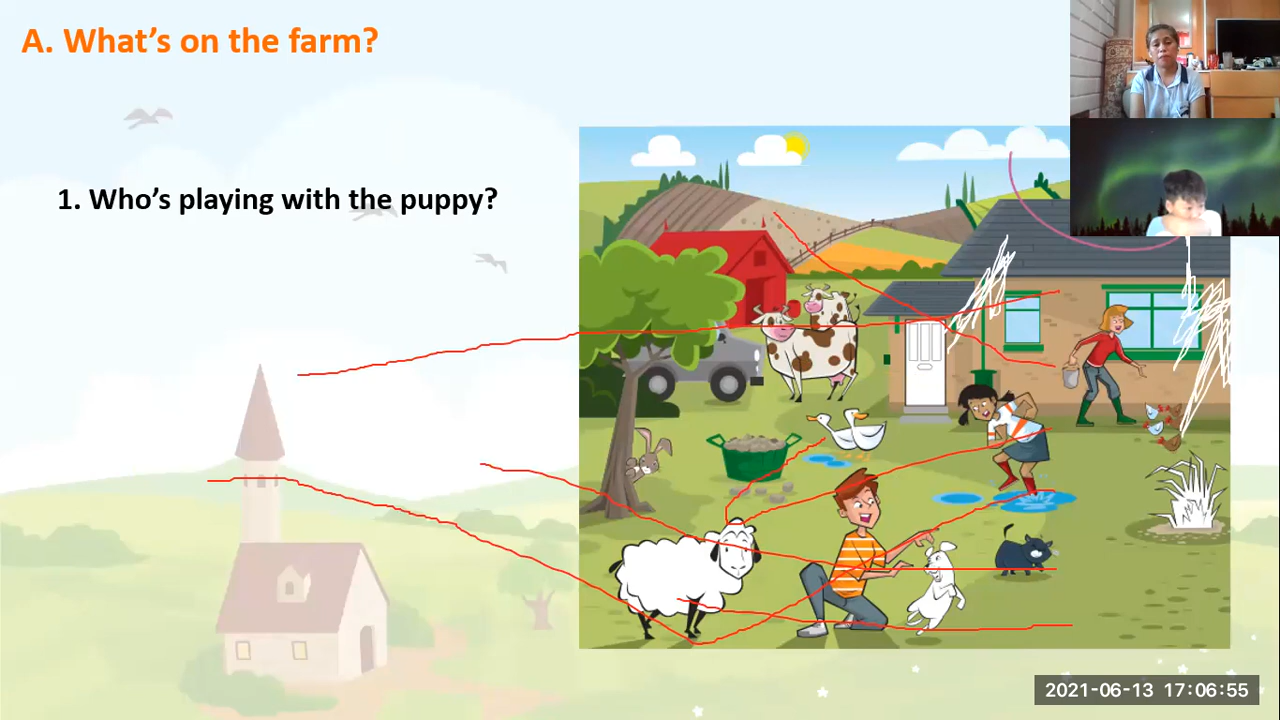 A. What’s on the farm?
1. Who’s playing with the puppy?
2021-06-13 17:06:55